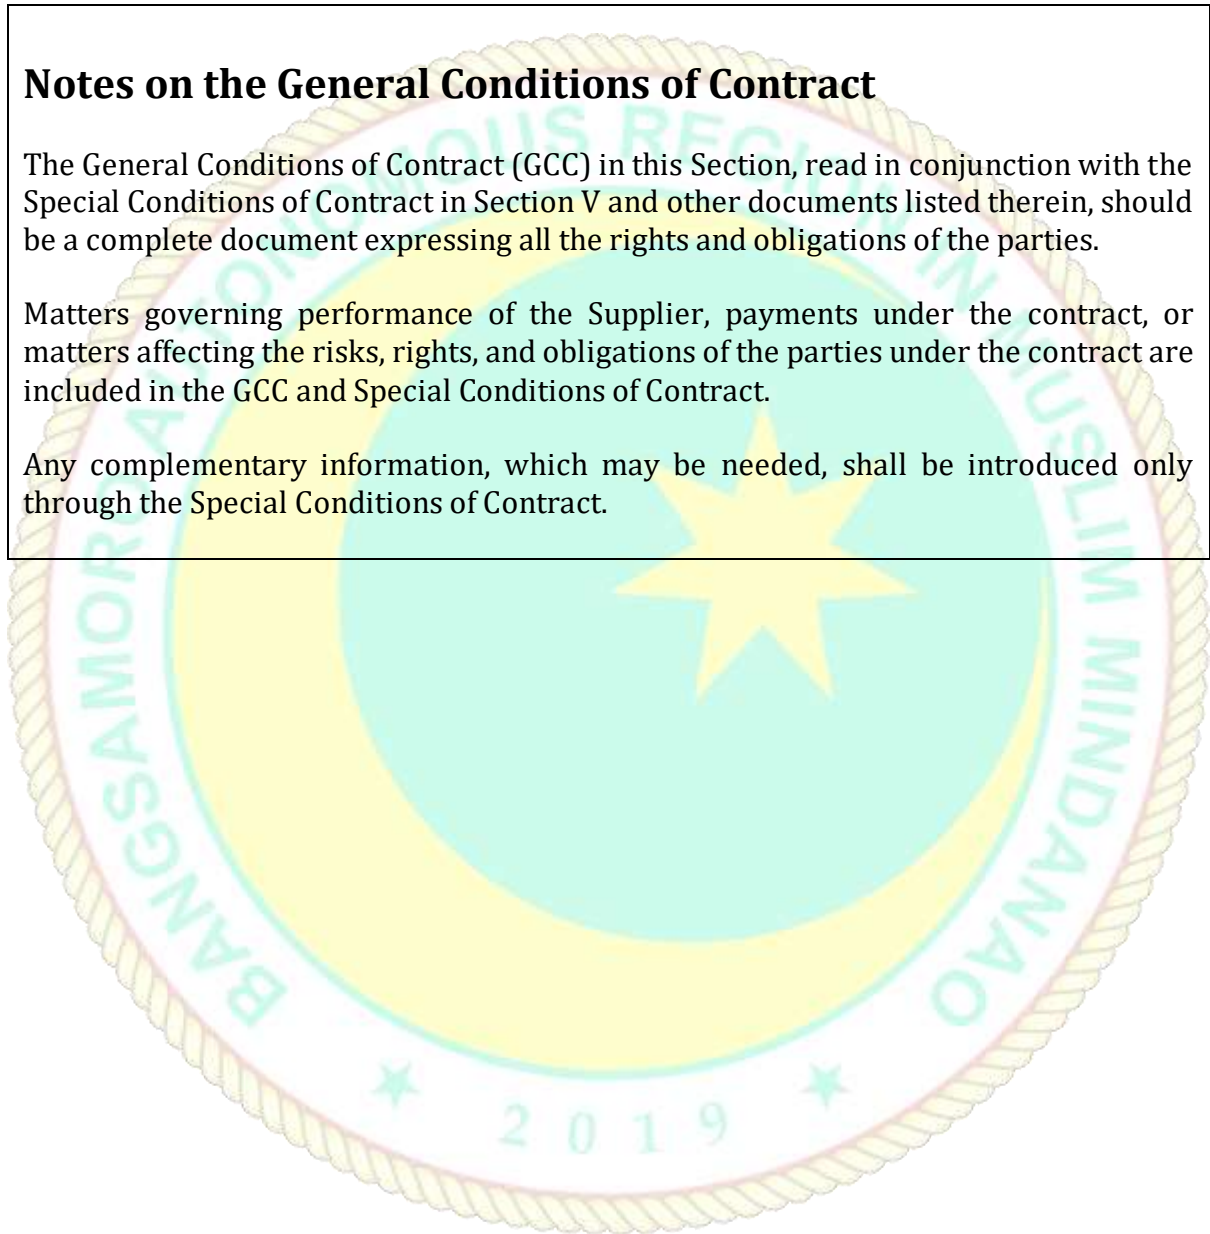 Notes on the General Conditions of Contract
The General Conditions of Contract (GCC) in this Section, read in conjunction with the
Special Conditions of Contract in Section V and other documents listed therein, should
be a complete document expressing all the rights and obligations of the parties.
Matters governing performance of the Supplier, payments under the contract, or
matters affecting the risks, rights, and obligations of the parties under the contract are
included in the GCC and Special Conditions of Contract.
Any complementary information, which may be needed, shall be introduced only
through the Special Conditions of Contract.
BANGSAMORO AUTONOMOUS REGION IN MUSLIM MINDANAO
2019